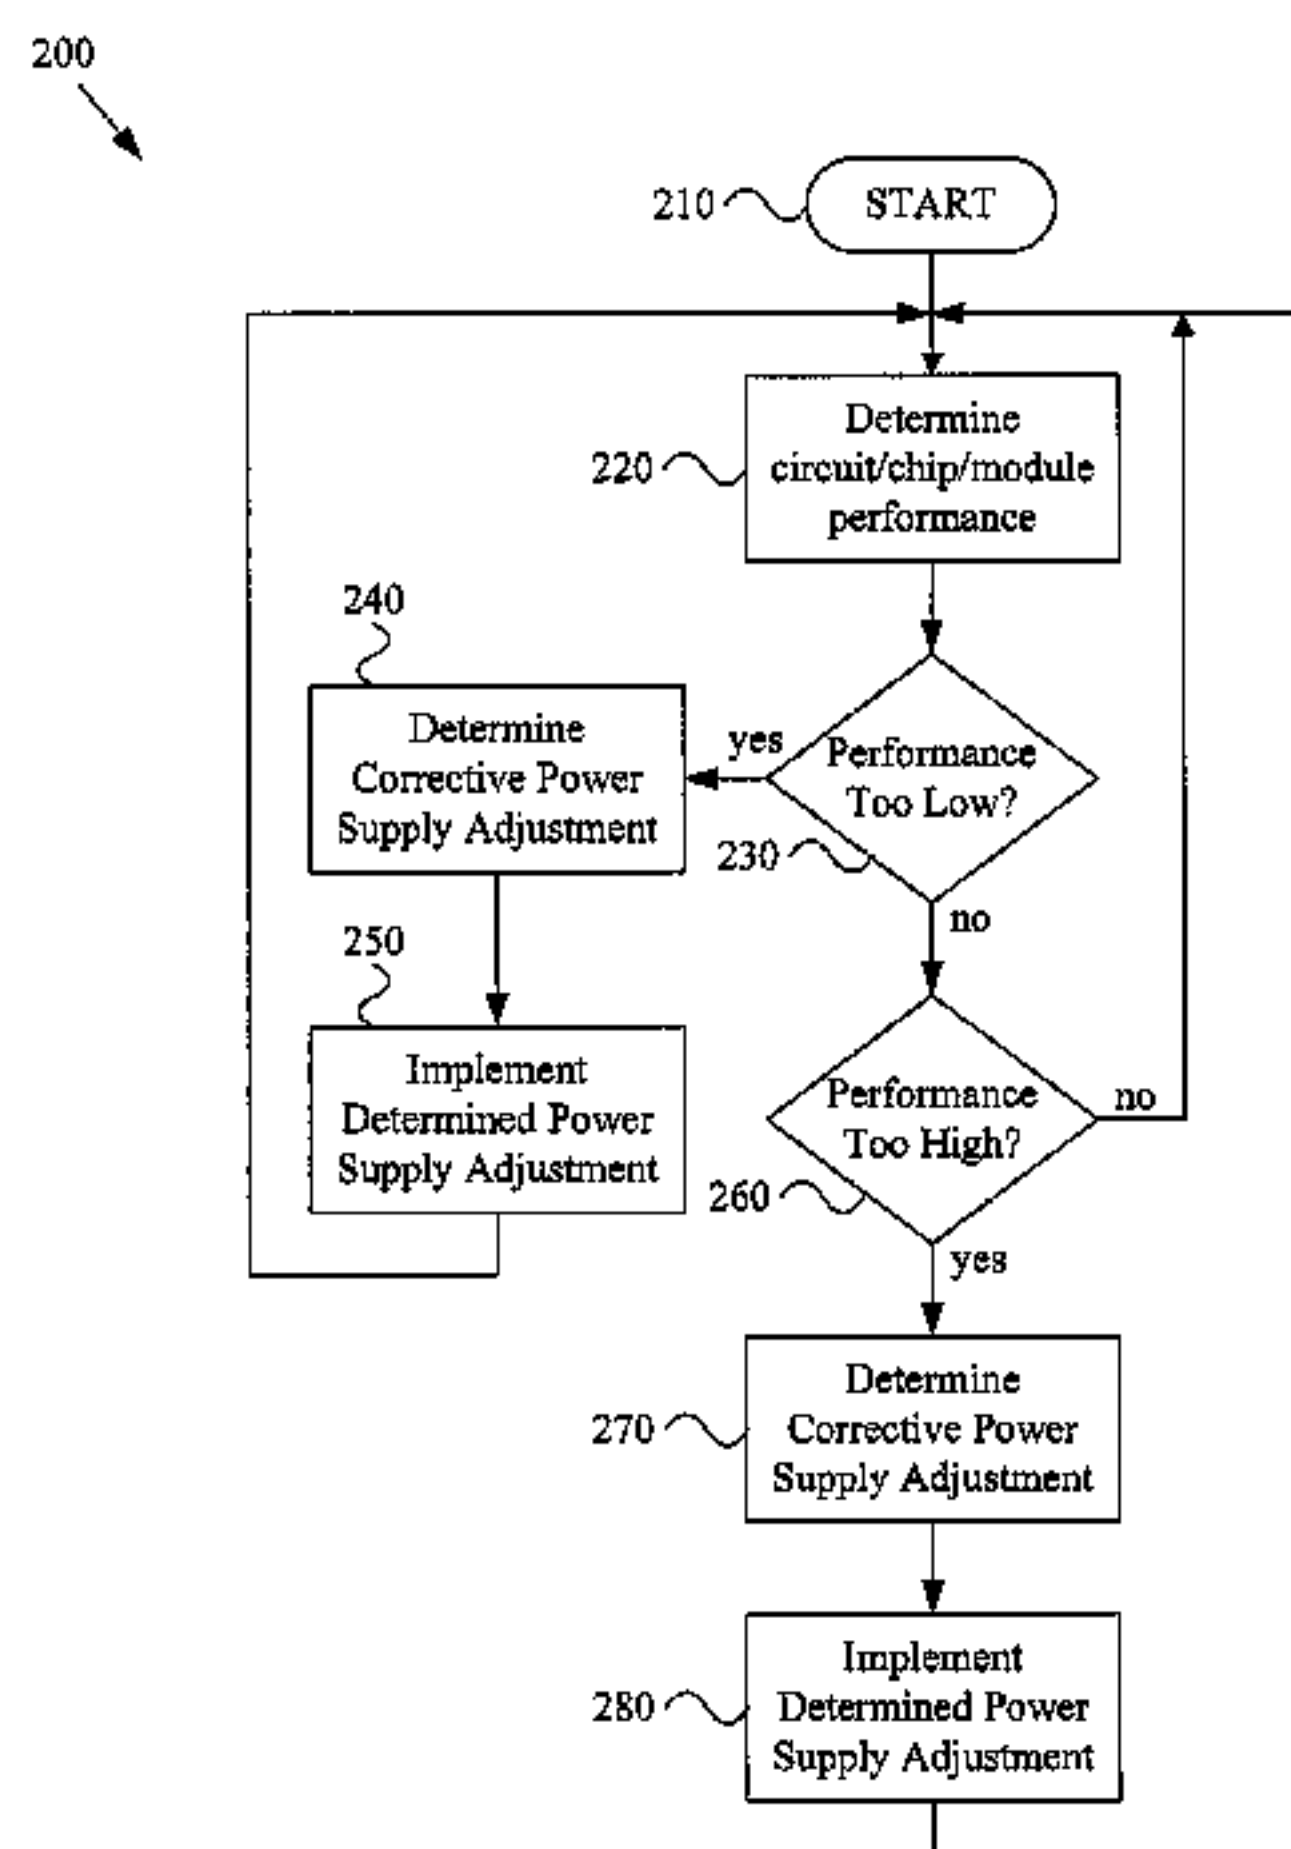 200
210
START
220
Determine
circuit/chip/module
performance
240
Determine
Corrective Power
Supply Adjustment
yes
Performance
Too Low?
230
no
250
Implement
Determined Power
Supply Adjustment
Performance
Too High?
no
260
yes
270
Determine
Corrective Power
Supply Adjustment
280
Implement
Determined Power
Supply Adjustment